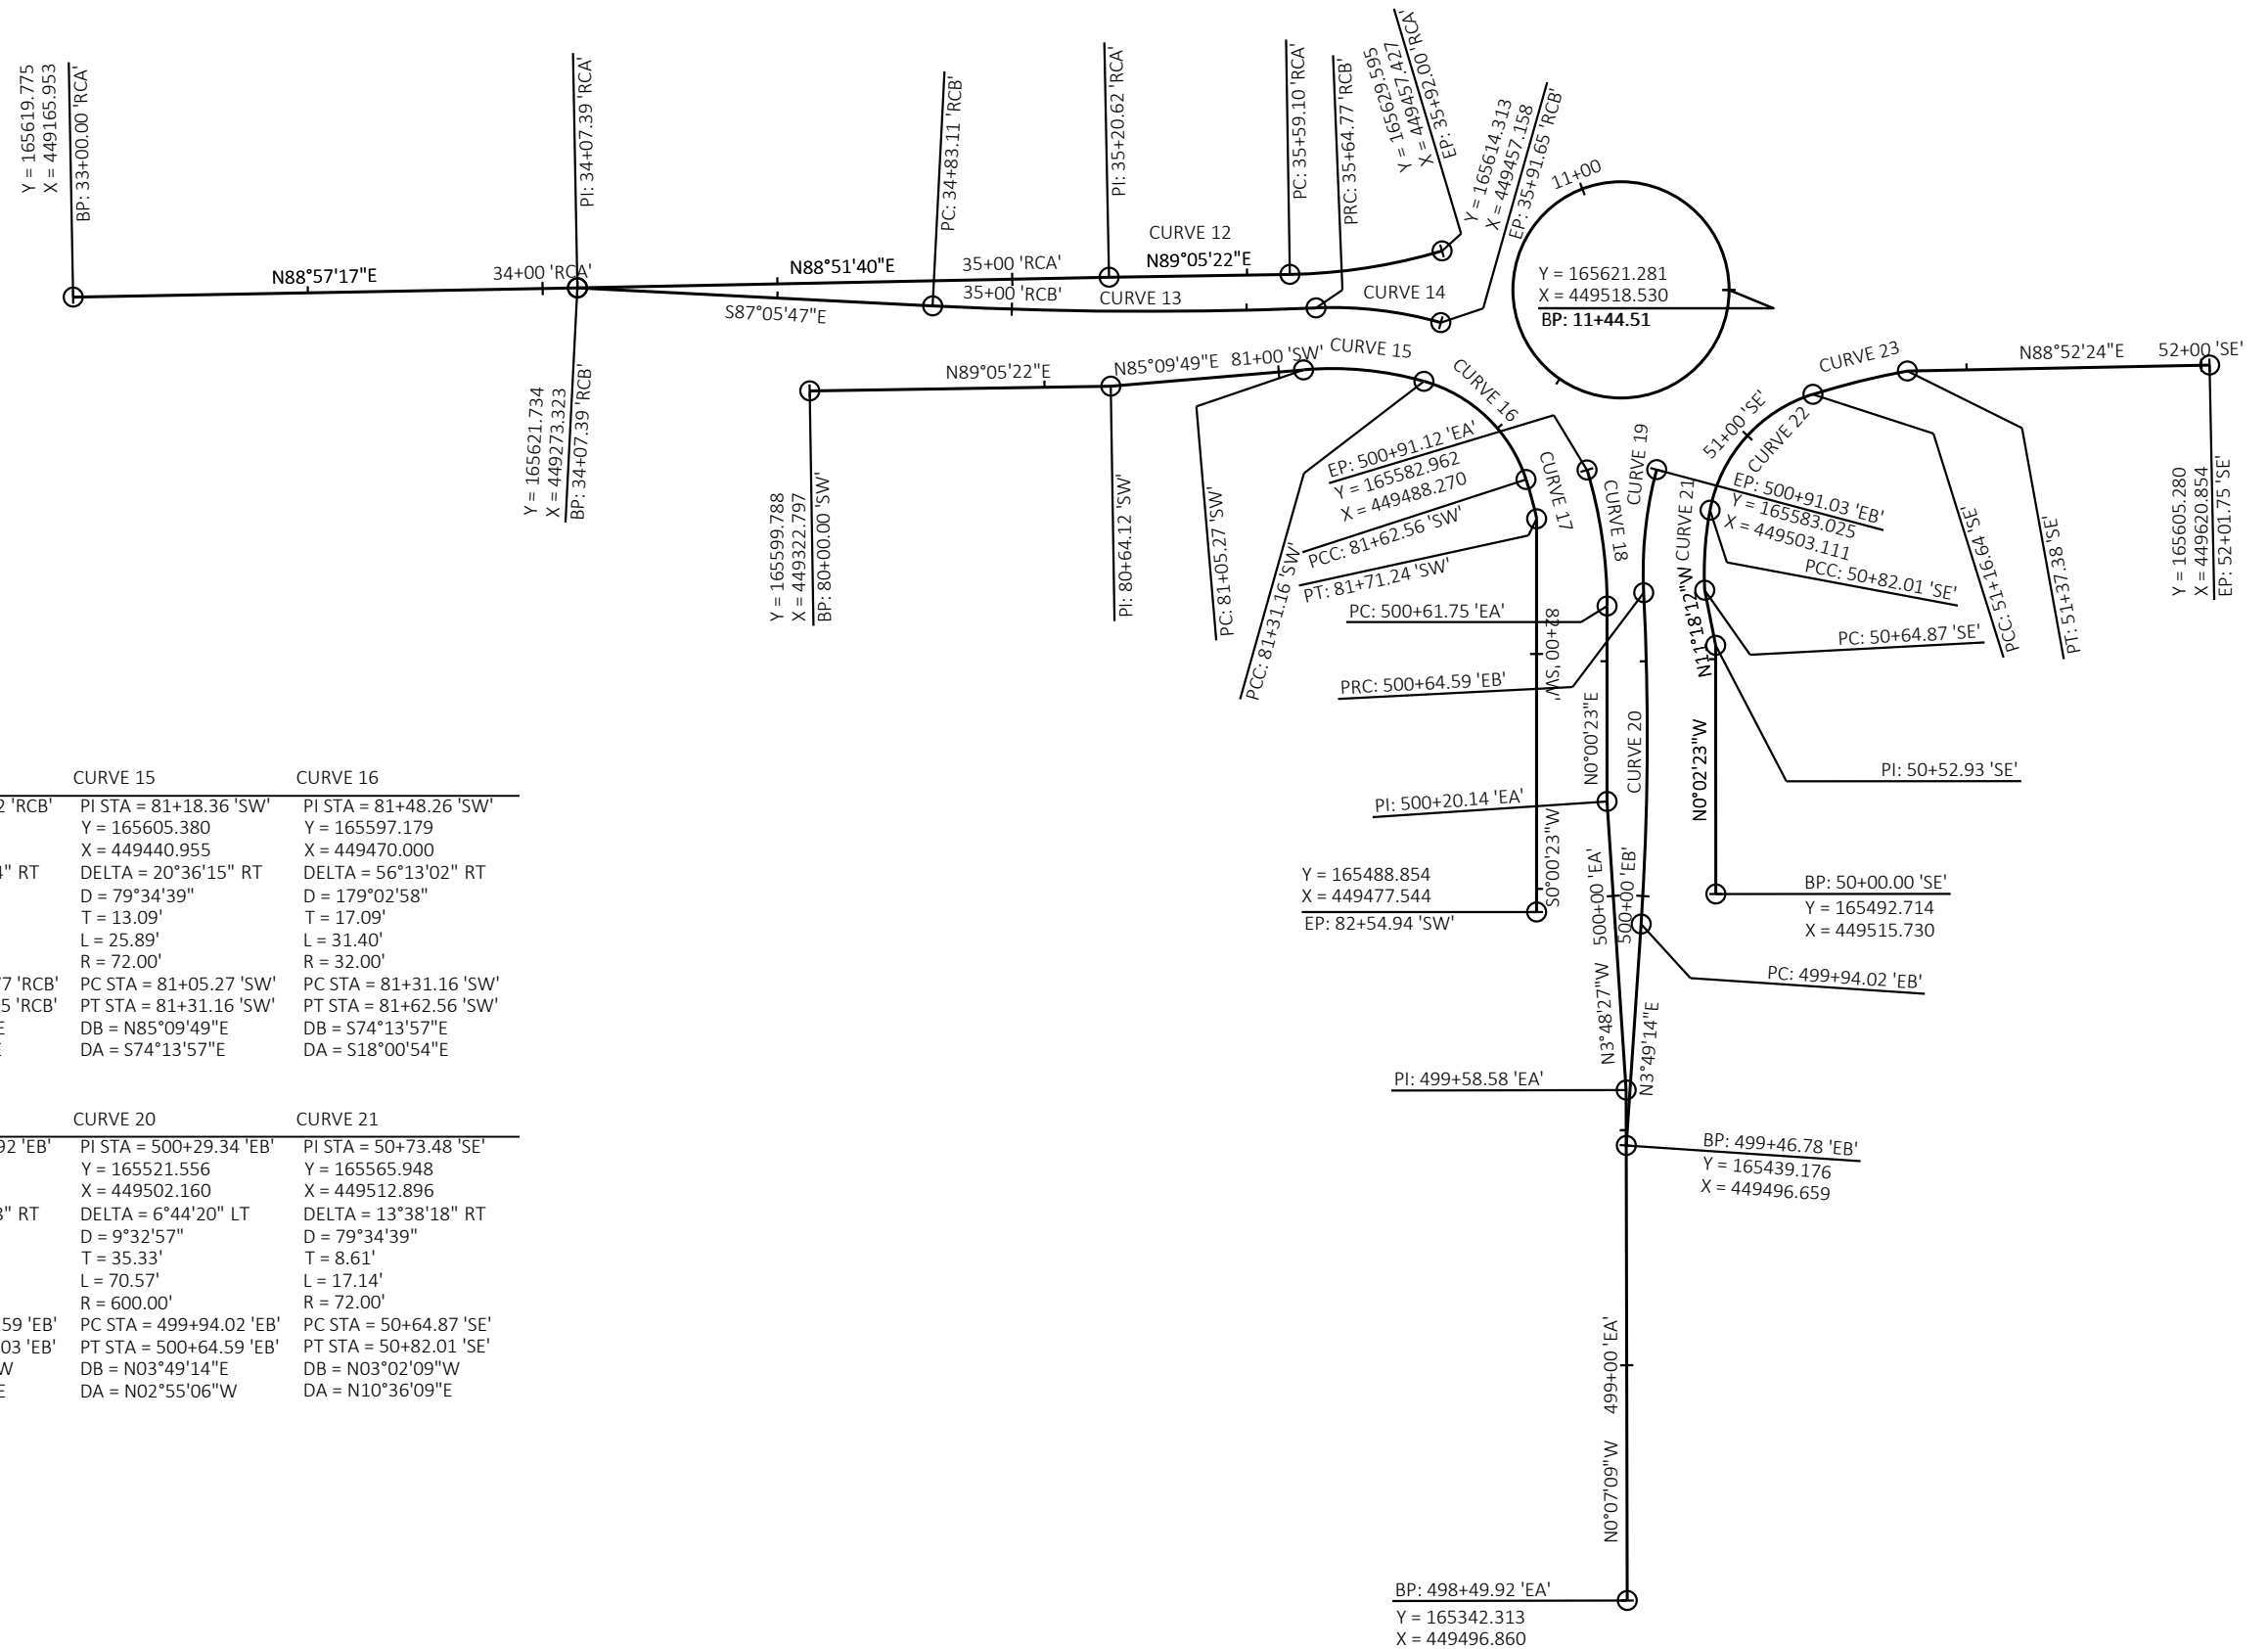 Y = 165619.775
X = 449165.953
BP: 33+00.00 'RCA'
N88°57'17"E
34+00 'RCA'
PI: 34+07.39 'RCA'
Y = 165621.734
X = 449273.323
BP: 34+07.39 'RCB'
N88°51'40"E
S87°05'47"E
PC: 34+83.11 'RCB'
35+00 'RCA'
35+00 'RCB'
PI: 35+20.62 'RCA'
CURVE 12
N89°05'22"E
CURVE 13
PC: 35+59.10 'RCA'
PRC: 35+64.77 'RCB'
CURVE 14
Y = 165629.595
X = 449457.427
EP: 35+92.00 'RCA'
Y = 165614.313
X = 449457.158
EP: 35+91.65 'RCB'
11+00
Y = 165621.281
X = 449518.530
BP: 11+44.51
Y = 165599.788
X = 449322.797
BP: 80+00.00 'SW'
N89°05'22"E
PI: 80+64.12 'SW'
N85°09'49"E
81+00 'SW'
CURVE 15
PC: 81+05.27 'SW'
PCC: 81+31.16 'SW'
CURVE 16
EP: 500+91.12 'EA'
Y = 165582.962
X = 449488.270
PCC: 81+62.56 'SW'
PT: 81+71.24 'SW'
CURVE 17
CURVE 18
CURVE 19
PC: 500+61.75 'EA'
82+00 'SW'
PRC: 500+64.59 'EB'
N0°00'23"E
CURVE 20
PI: 500+20.14 'EA'
S0°00'23"W
Y = 165488.854
X = 449477.544
EP: 82+54.94 'SW'
500+00 'EA'
500+00 'EB'
N3°48'27"W
N3°49'14"E
PI: 499+58.58 'EA'
BP: 499+46.78 'EB'
Y = 165439.176
X = 449496.659
499+00 'EA'
N0°07'09"W
BP: 498+49.92 'EA'
Y = 165342.313
X = 449496.860
EP: 500+91.03 'EB'
Y = 165583.025
X = 449503.111
PCC: 50+82.01 'SE'
CURVE 21
N11°18'12"W
51+00 'SE'
CURVE 22
CURVE 23
N88°52'24"E
52+00 'SE'
PCC: 51+16.64 'SE'
PT: 51+37.38 'SE'
Y = 165605.280
X = 449620.854
EP: 52+01.75 'SE'
PC: 50+64.87 'SE'
PI: 50+52.93 'SE'
N0°02'23"W
BP: 50+00.00 'SE'
Y = 165492.714
X = 449515.730
PC: 499+94.02 'EB'
CURVE 15 CURVE 16
2 'RCB' PI STA = 81+18.36 'SW' PI STA = 81+48.26 'SW'
Y = 165605.380 Y = 165597.179
X = 449440.955 X = 449470.000
" RT DELTA = 20°36'15" RT DELTA = 56°13'02" RT
D = 79°34'39" D = 179°02'58"
T = 13.09' T = 17.09'
L = 25.89' L = 31.40'
R = 72.00' R = 32.00'
7 'RCB' PC STA = 81+05.27 'SW' PC STA = 81+31.16 'SW'
5 'RCB' PT STA = 81+31.16 'SW' PT STA = 81+62.56 'SW'
E DB = N85°09'49"E DB = S74°13'57"E
E DA = S74°13'57"E DA = S18°00'54"E
CURVE 20 CURVE 21
92 'EB' PI STA = 500+29.34 'EB' PI STA = 50+73.48 'SE'
Y = 165521.556 Y = 165565.948
X = 449502.160 X = 449512.896
" RT DELTA = 6°44'20" LT DELTA = 13°38'18" RT
D = 9°32'57" D = 79°34'39"
T = 35.33' T = 8.61'
L = 70.57' L = 17.14'
R = 600.00' R = 72.00'
59 'EB' PC STA = 499+94.02 'EB' PC STA = 50+64.87 'SE'
03 'EB' PT STA = 500+64.59 'EB' PT STA = 50+82.01 'SE'
W DB = N03°49'14"E DB = N03°02'09"W
E DA = N02°55'06"W DA = N10°36'09"E